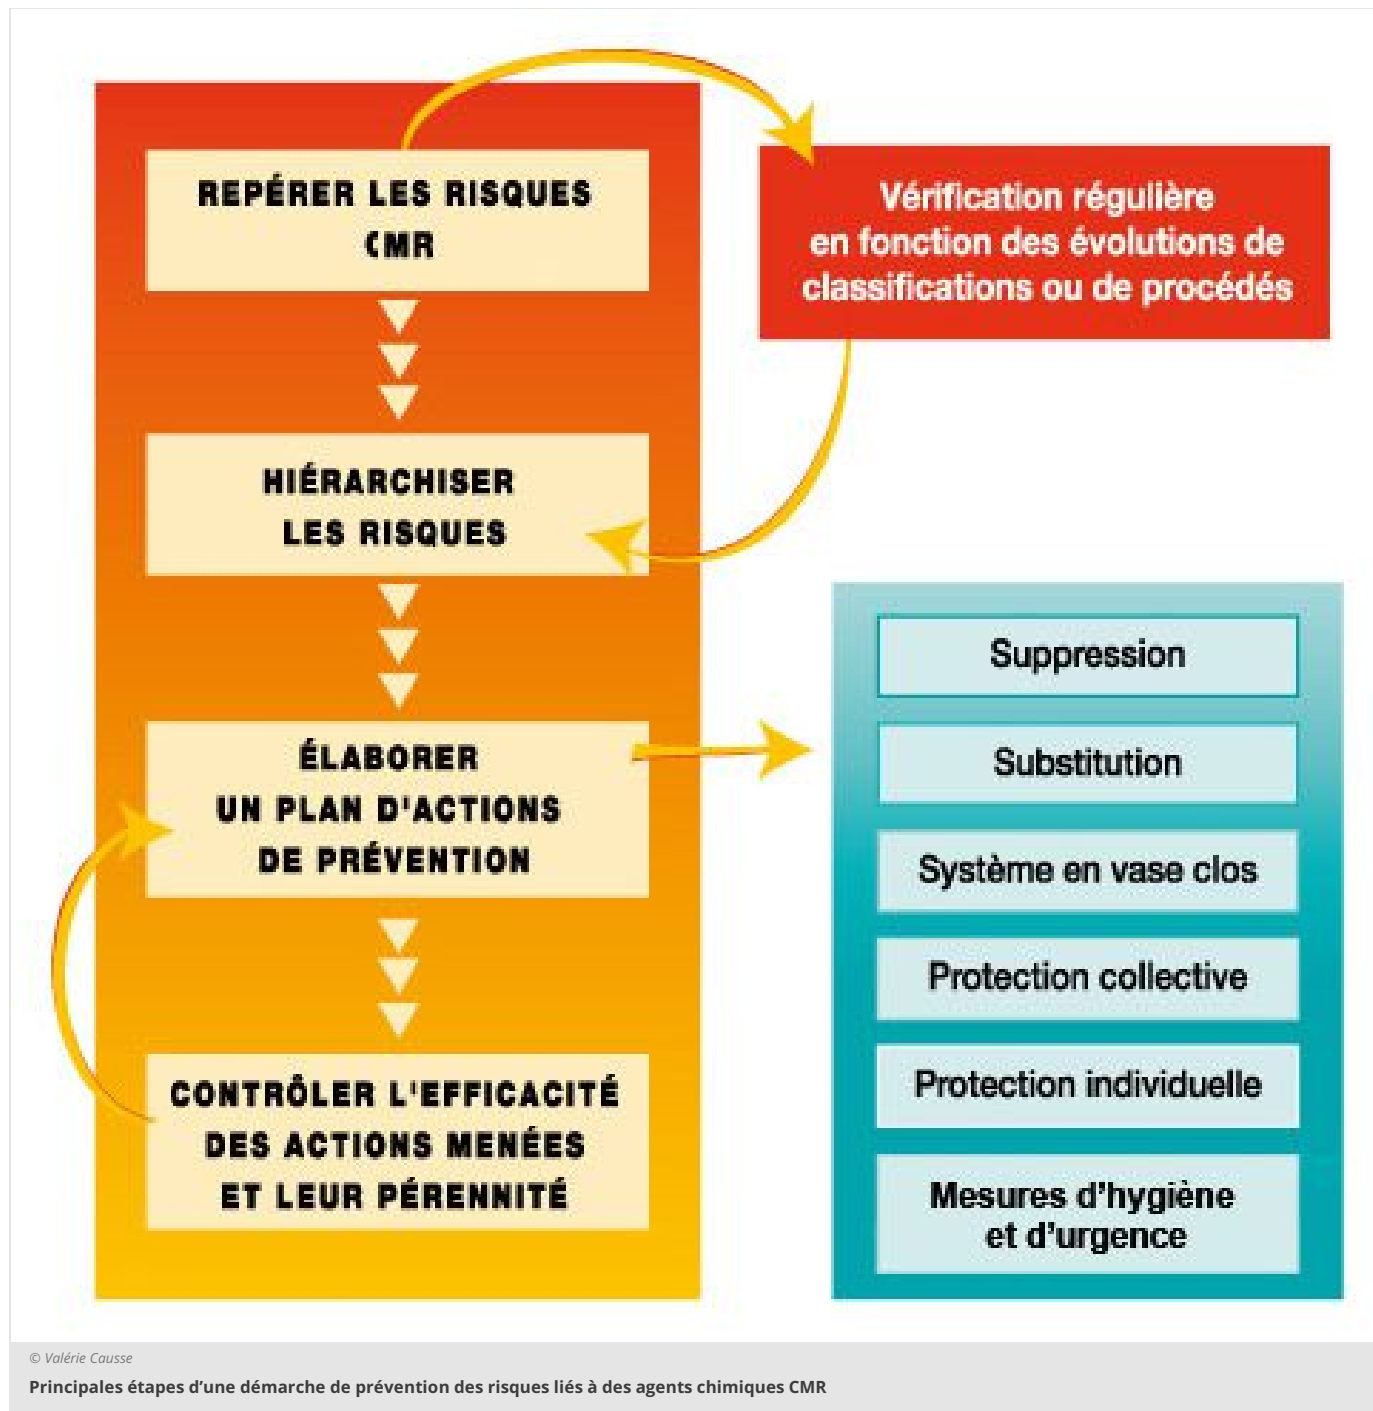 REPÉRER LES RISQUES
CMR
Vérification régulière
en fonction des évolutions de
classifications ou de procédés
HIÉRARCHISER
LES RISQUES
ÉLABORER
UN PLAN D'ACTIONS
DE PRÉVENTION
CONTRÔLER L'EFFICACITÉ
DES ACTIONS MENÉES
ET LEUR PÉRENNITÉ
Suppression
Substitution
Système en vase clos
Protection collective
Protection individuelle
Mesures d’hygiène
et d’urgence
© Valérie Causse
Principales étapes d’une démarche de prévention des risques liés à des agents chimiques CMR